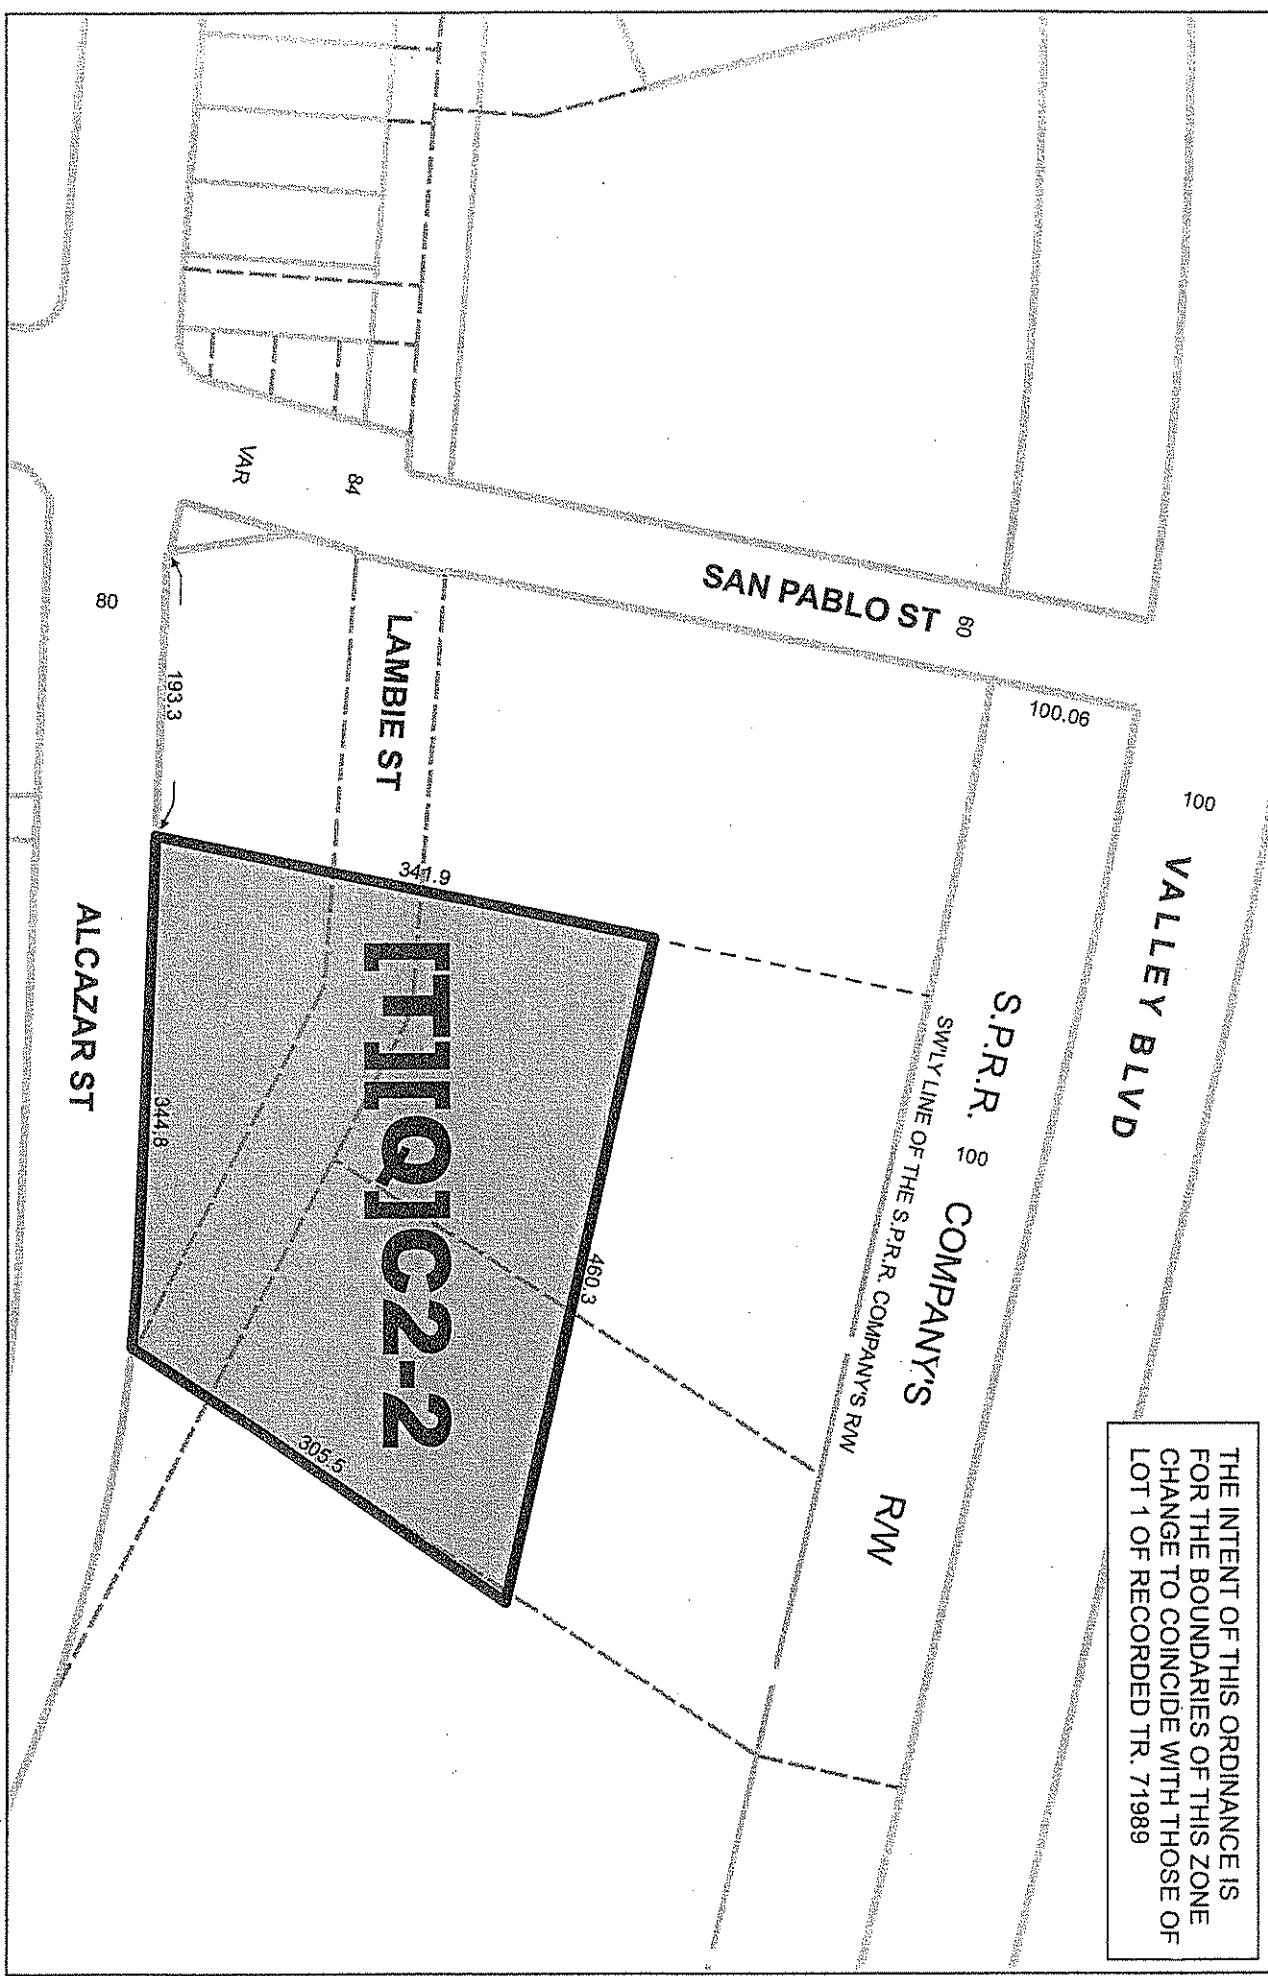 THE INTENT OF THIS ORDINANCE IS
FOR THE BOUNDARIES OF THIS ZONE
CHANGE TO COINCIDE WITH THOSE OF
LOT 1 OF RECORDED TR. 71989
VALLEY BLVD
100
S.P.R.R. COMPANY'S R/W
100
SW'LY LINE OF THE S.P.R.R. COMPANY'S R/W
100.06
SAN PABLO ST
60
84
VAR
LAMBIE ST
341.9
460.3
[T][Q]C2-2
305.5
344.8
193.3
80
ALCAZAR ST